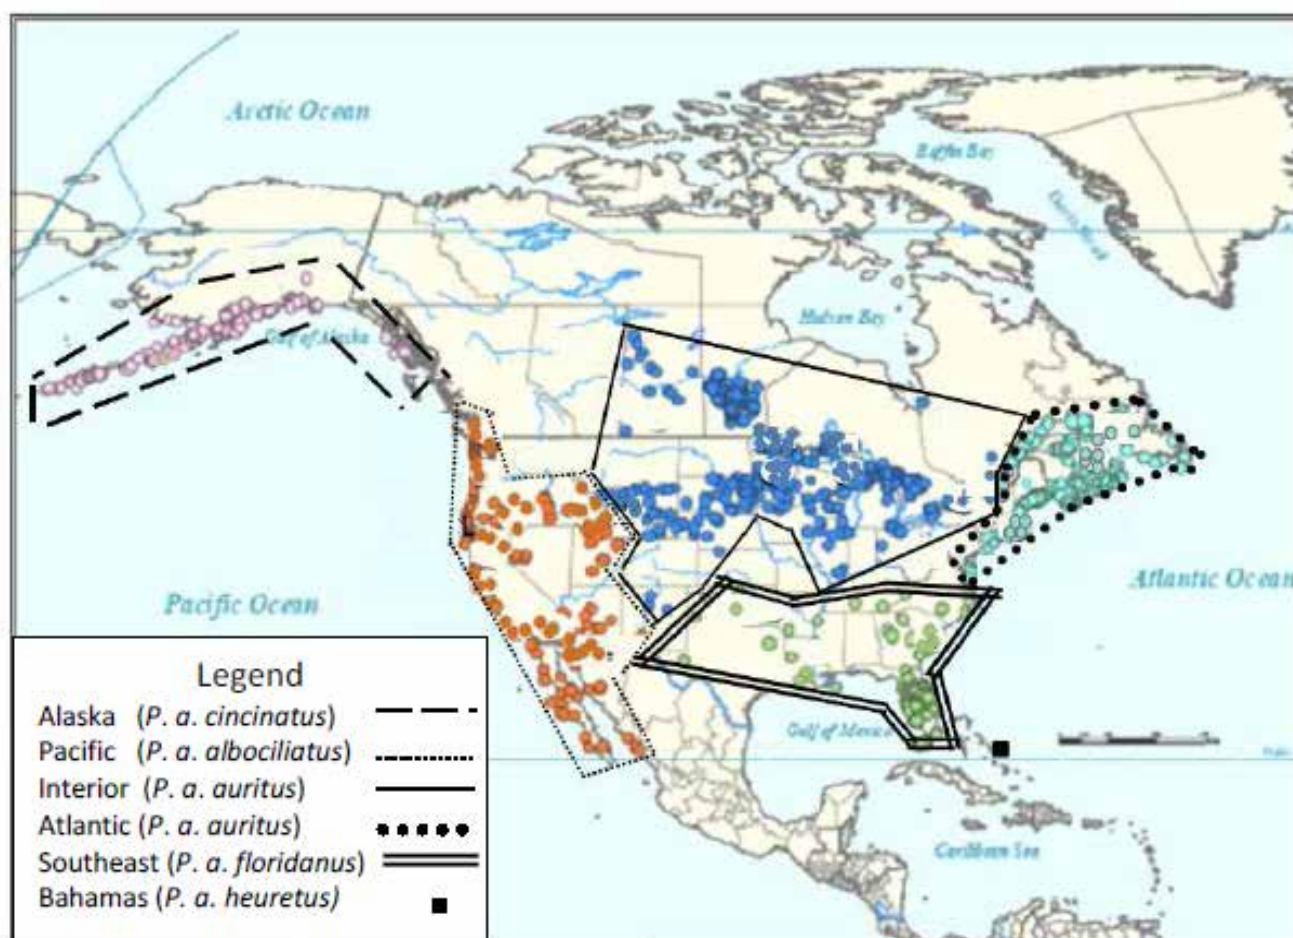 Arctic Ocean
Baffin Bay
Hudson Bay
Gulf of Alaska
Atlantic Ocean
Pacific Ocean
Gulf of Mexico
Caribbean Sea
Legend
Alaska (P. a. cincinatus)
Pacific (P. a. albociliatus)
Interior (P. a. auritus)
Atlantic (P. a. auritus)
Southeast (P. a. floridanus)
Bahamas (P. a. heuretus)